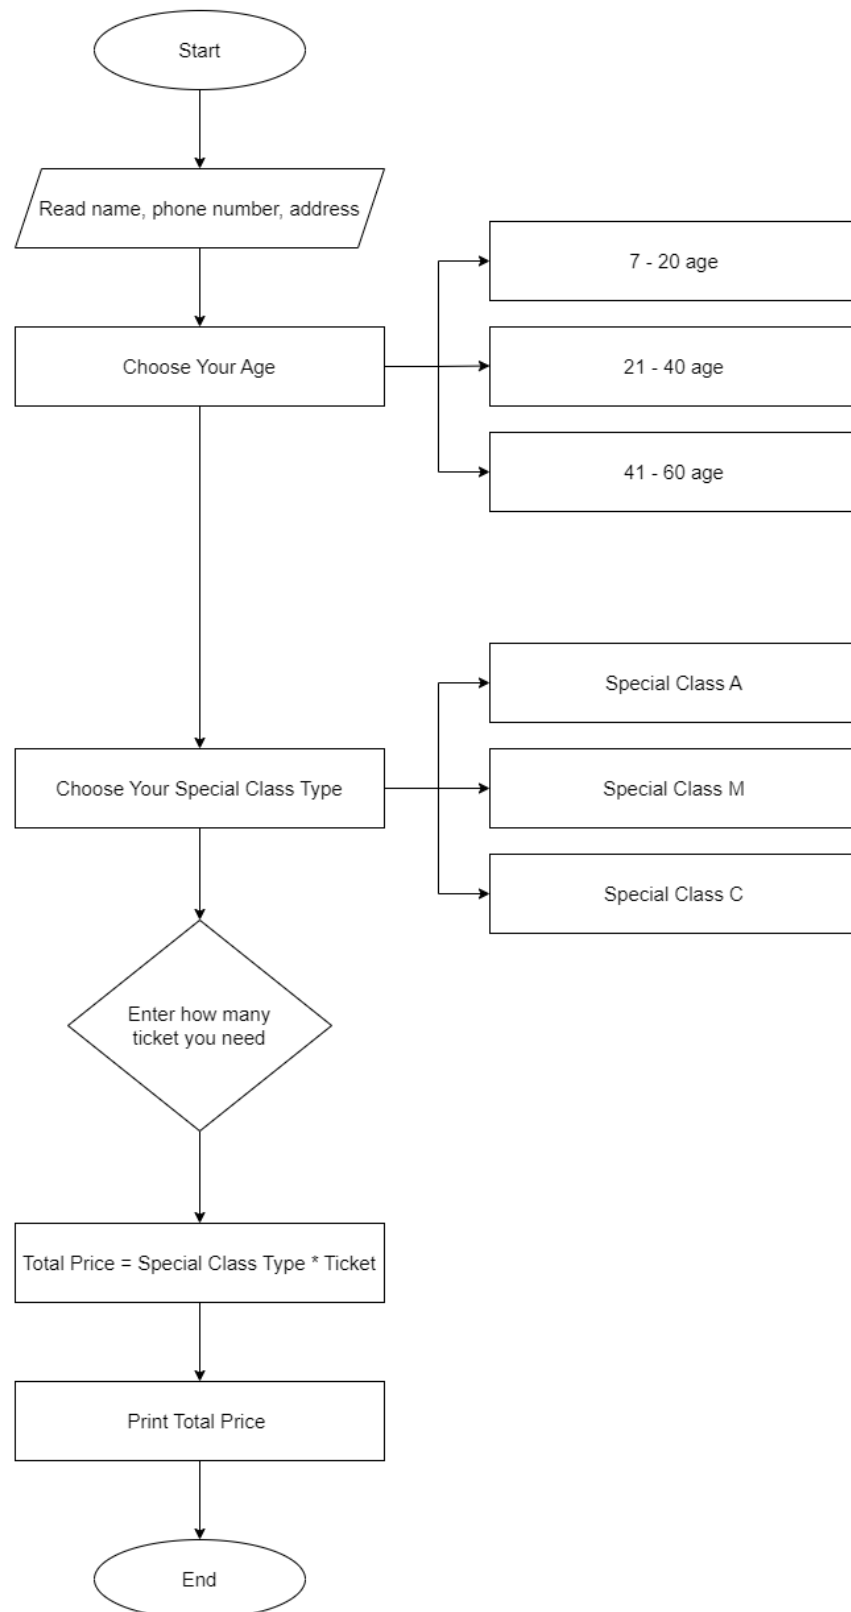 Start
Read name, phone number, address
7 - 20 age
Choose Your Age
21 - 40 age
41 - 60 age
Special Class A
Choose Your Special Class Type
Special Class M
Special Class C
Enter how many
ticket you need
Total Price = Special Class Type * Ticket
Print Total Price
End